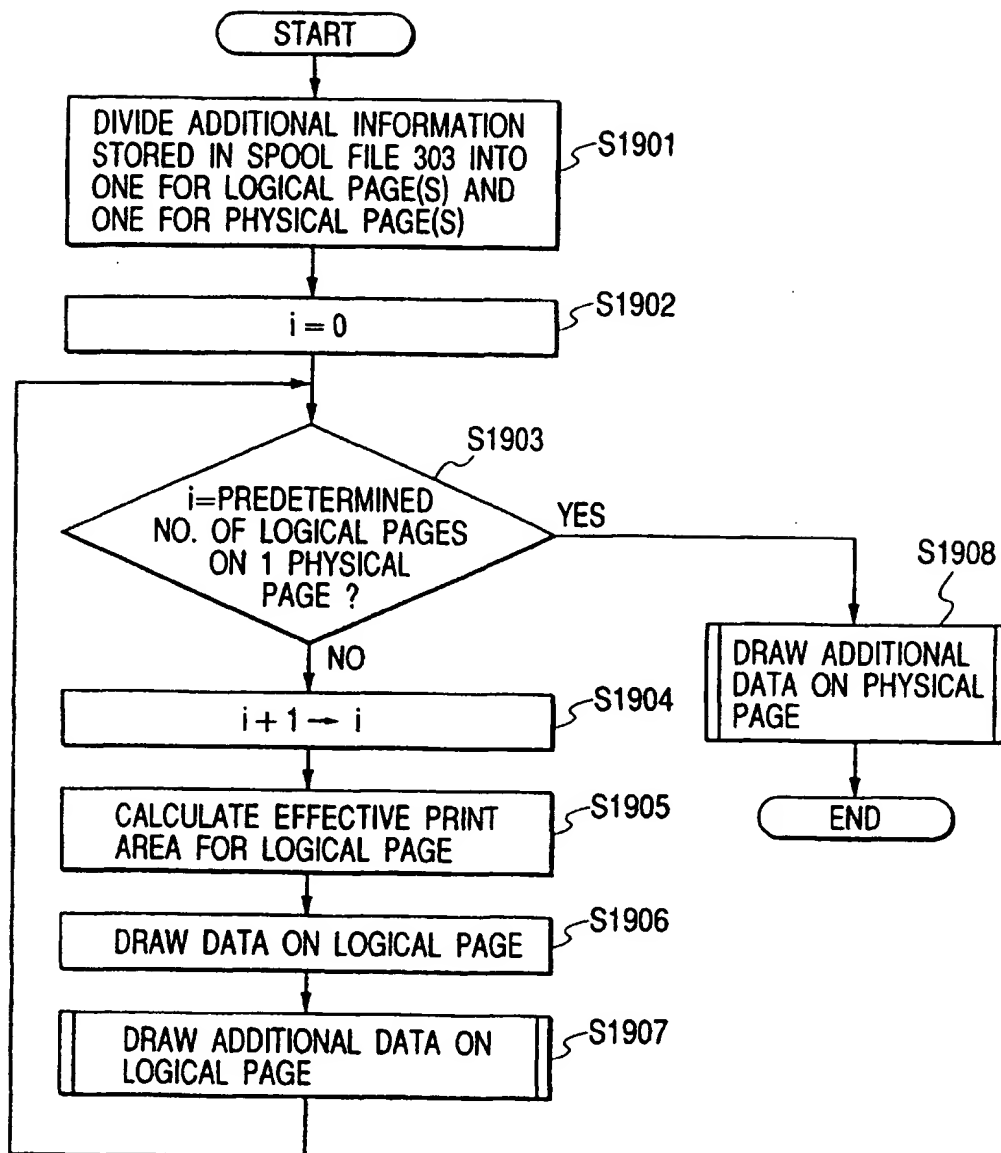 START
DIVIDE ADDITIONAL INFORMATION
STORED IN SPOOL FILE 303 INTO
ONE FOR LOGICAL PAGE(S) AND
ONE FOR PHYSICAL PAGE(S)
S1901
i = 0
S1902
S1903
i=PREDETERMINED
NO. OF LOGICAL PAGES
ON 1 PHYSICAL
PAGE ?
YES
NO
S1904
i + 1 → i
CALCULATE EFFECTIVE PRINT
AREA FOR LOGICAL PAGE
S1905
DRAW DATA ON LOGICAL PAGE
S1906
DRAW ADDITIONAL DATA ON
LOGICAL PAGE
S1907
S1908
DRAW ADDITIONAL
DATA ON PHYSICAL
PAGE
END